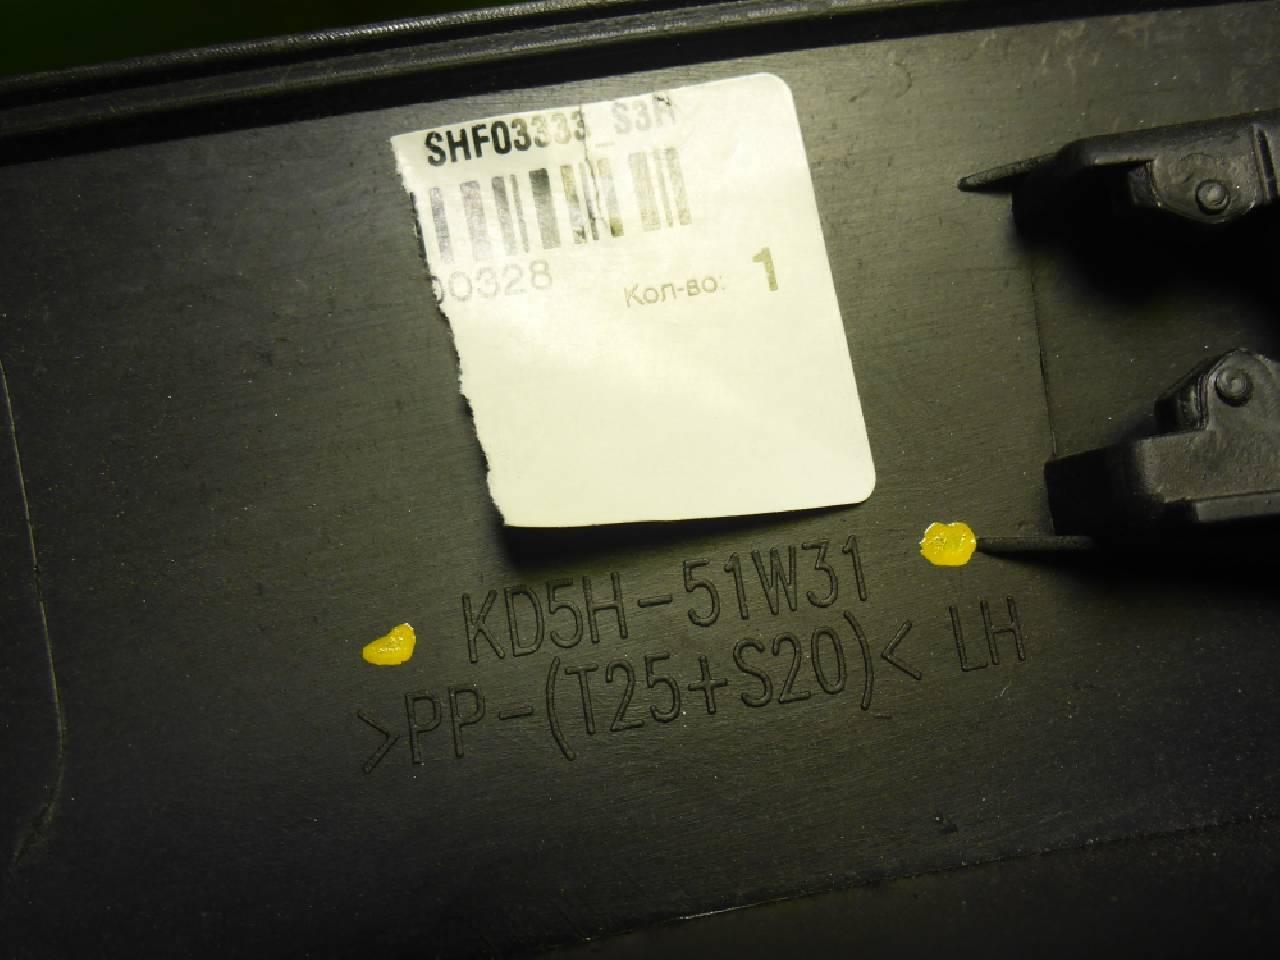 SHF03333_S3R
00328
Кол-во: 1
KD5H-51W31
>PP-(T25+S20)< LH